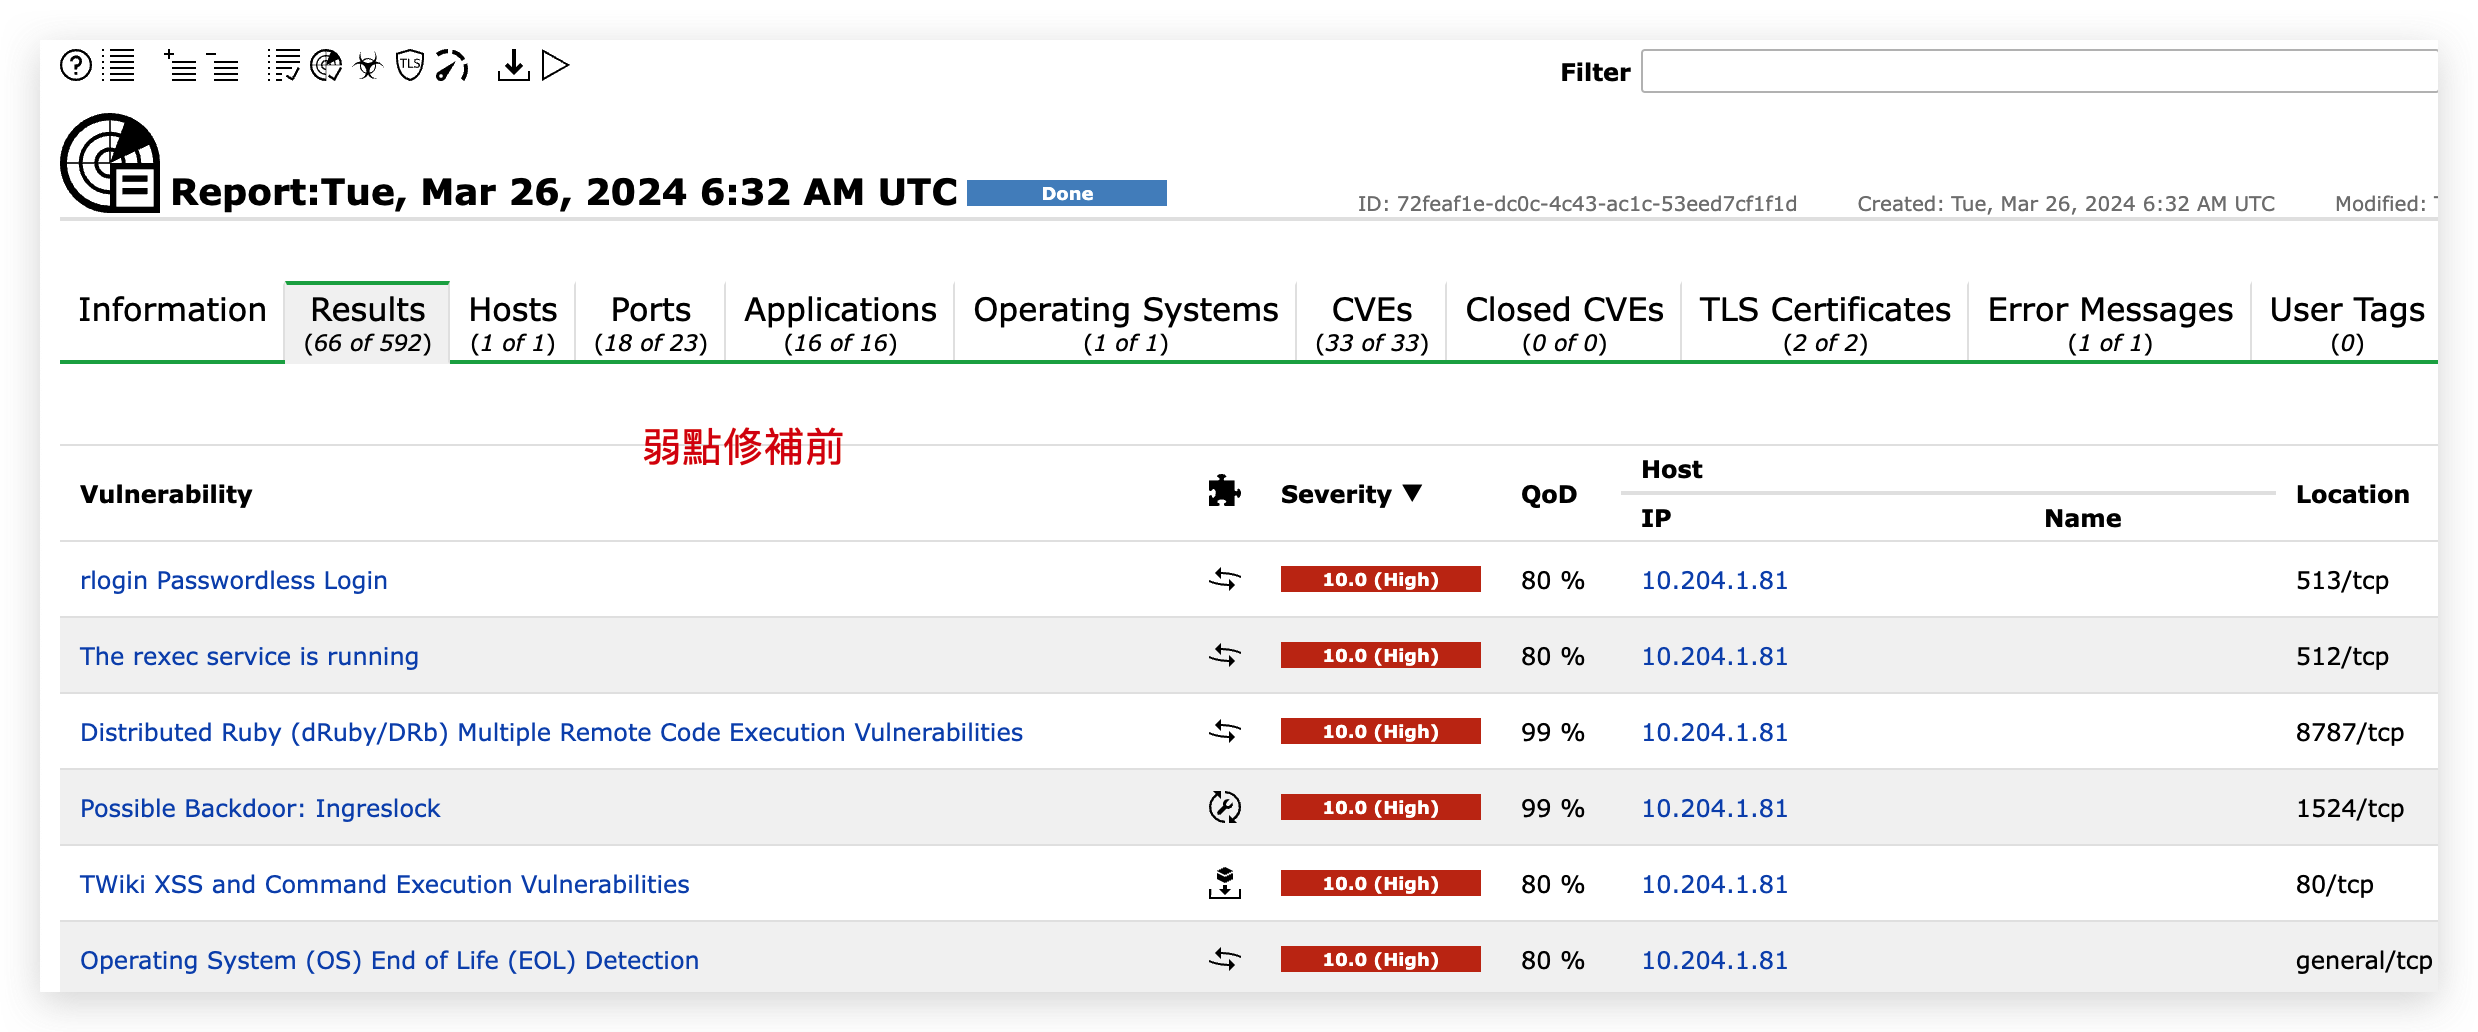 Filter
Report:Tue, Mar 26, 2024 6:32 AM UTC Done ID: 72feaf1e-dc0c-4c43-ac1c-53eed7cf1f1d Created: Tue, Mar 26, 2024 6:32 AM UTC Modified:
Information Results Hosts Ports Applications Operating Systems CVEs Closed CVEs TLS Certificates Error Messages User Tags
(66 of 592) (1 of 1) (18 of 23) (16 of 16) (1 of 1) (33 of 33) (0 of 0) (2 of 2) (1 of 1) (0)
弱點修補前
Vulnerability Severity ▼ QoD Host Location
IP Name
rlogin Passwordless Login 10.0 (High) 80 % 10.204.1.81 513/tcp
The rexec service is running 10.0 (High) 80 % 10.204.1.81 512/tcp
Distributed Ruby (dRuby/DRb) Multiple Remote Code Execution Vulnerabilities 10.0 (High) 99 % 10.204.1.81 8787/tcp
Possible Backdoor: Ingreslock 10.0 (High) 99 % 10.204.1.81 1524/tcp
TWiki XSS and Command Execution Vulnerabilities 10.0 (High) 80 % 10.204.1.81 80/tcp
Operating System (OS) End of Life (EOL) Detection 10.0 (High) 80 % 10.204.1.81 general/tcp